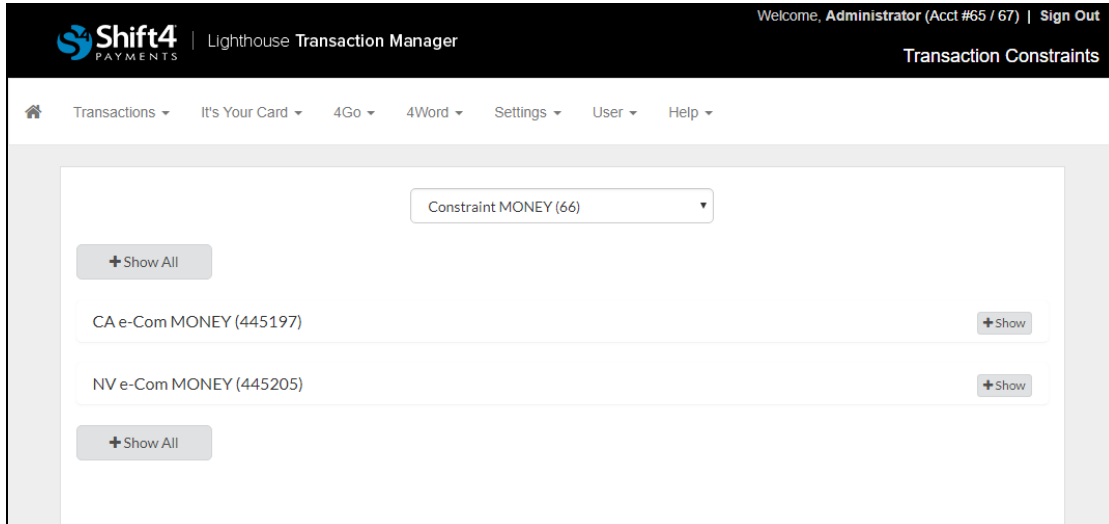 Welcome, Administrator (Acct #65 / 67) | Sign Out
Shift4 PAYMENTS | Lighthouse Transaction Manager
Transaction Constraints
Transactions It's Your Card 4Go 4Word Settings User Help
Constraint MONEY (66)
+Show All
CA e-Com MONEY (445197) +Show
NV e-Com MONEY (445205) +Show
+Show All